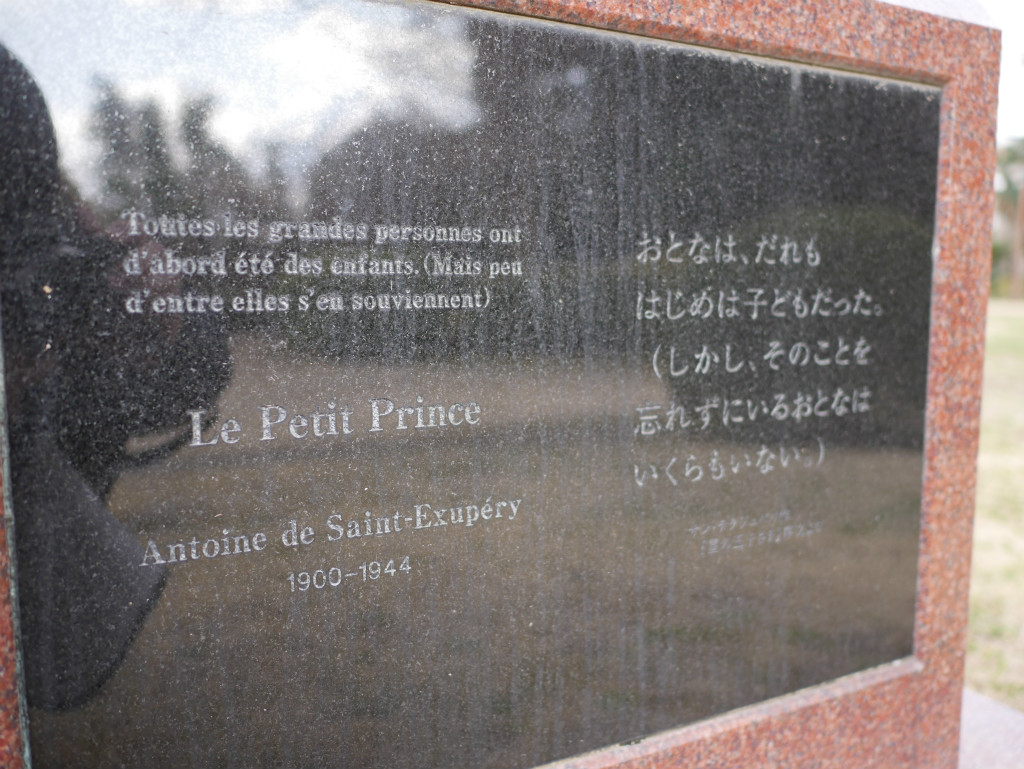 Toutes les grandes personnes ont
d'abord été des enfants. (Mais peu
d'entre elles s'en souviennent)
Le Petit Prince
Antoine de Saint-Exupéry
1900-1944
おとなは、だれも
はじめは子どもだった。
(しかし、そのことを
忘れずにいるおとなは
いくらもいない。)